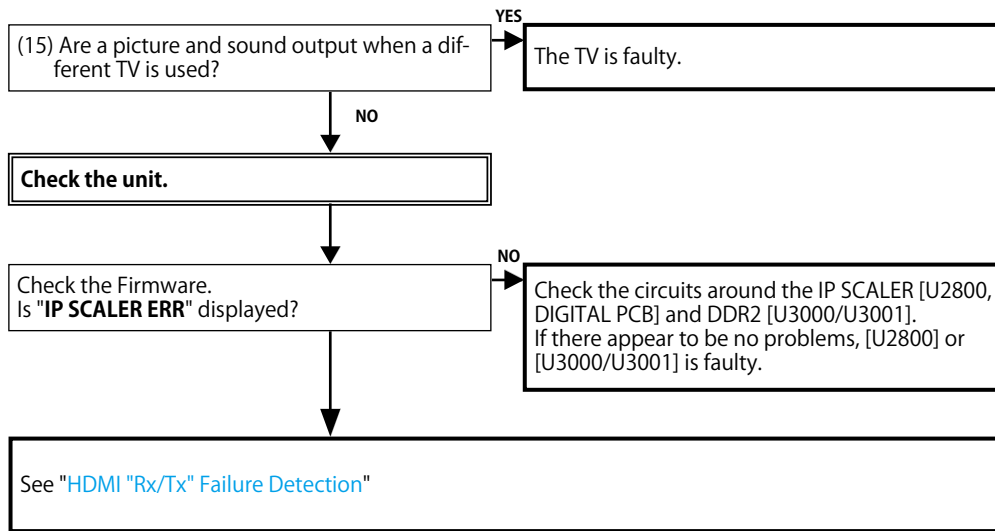 YES
(15) Are a picture and sound output when a dif-
ferent TV is used?
The TV is faulty.
NO
Check the unit.
NO
Check the Firmware.
Is "IP SCALER ERR" displayed?
Check the circuits around the IP SCALER [U2800,
DIGITAL PCB] and DDR2 [U3000/U3001].
If there appear to be no problems, [U2800] or
[U3000/U3001] is faulty.
See "HDMI "Rx/Tx" Failure Detection"